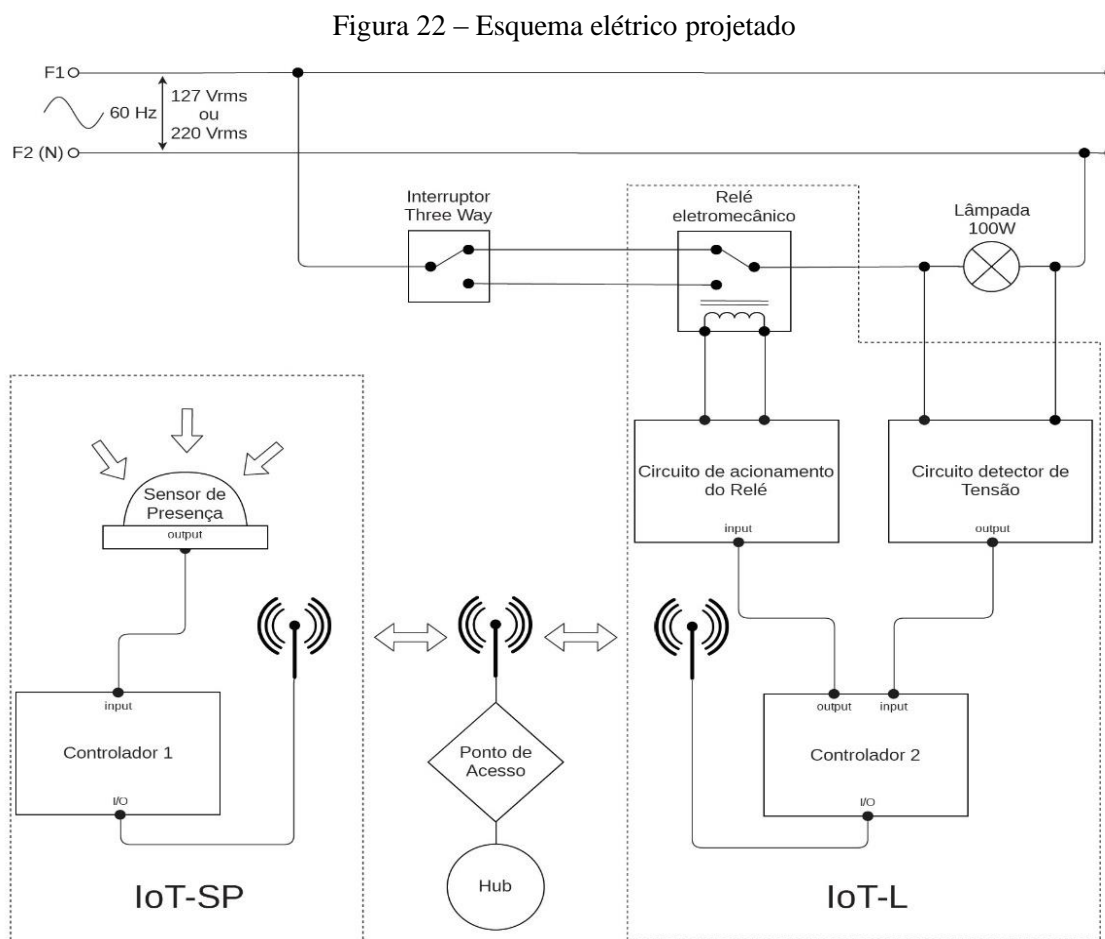 Figura 22 – Esquema elétrico projetado
F1
60 Hz
127 Vrms
ou
220 Vrms
F2 (N)
Interruptor
Three Way
Relé
eletromecânico
Lâmpada
100W
Sensor de
Presença
output
Circuito de acionamento
do Relé
input
Circuito detector de
Tensão
output
input
Controlador 1
I/O
Ponto de
Acesso
output
input
Controlador 2
I/O
IoT-SP
Hub
IoT-L